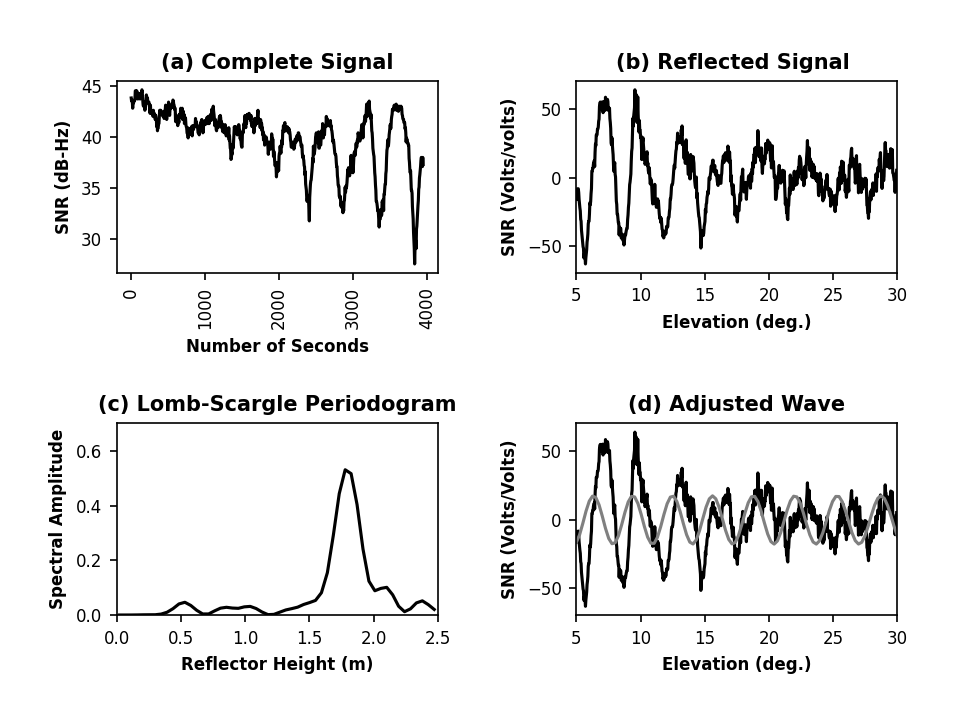 (a) Complete Signal
45
40
35
30
SNR (dB-Hz)
0
1000
2000
3000
4000
Number of Seconds
(b) Reflected Signal
50
0
−50
SNR (Volts/volts)
5 10 15 20 25 30
Elevation (deg.)
(c) Lomb-Scargle Periodogram
0.6
0.4
0.2
0.0
Spectral Amplitude
0.0 0.5 1.0 1.5 2.0 2.5
Reflector Height (m)
(d) Adjusted Wave
50
0
−50
SNR (Volts/Volts)
5 10 15 20 25 30
Elevation (deg.)